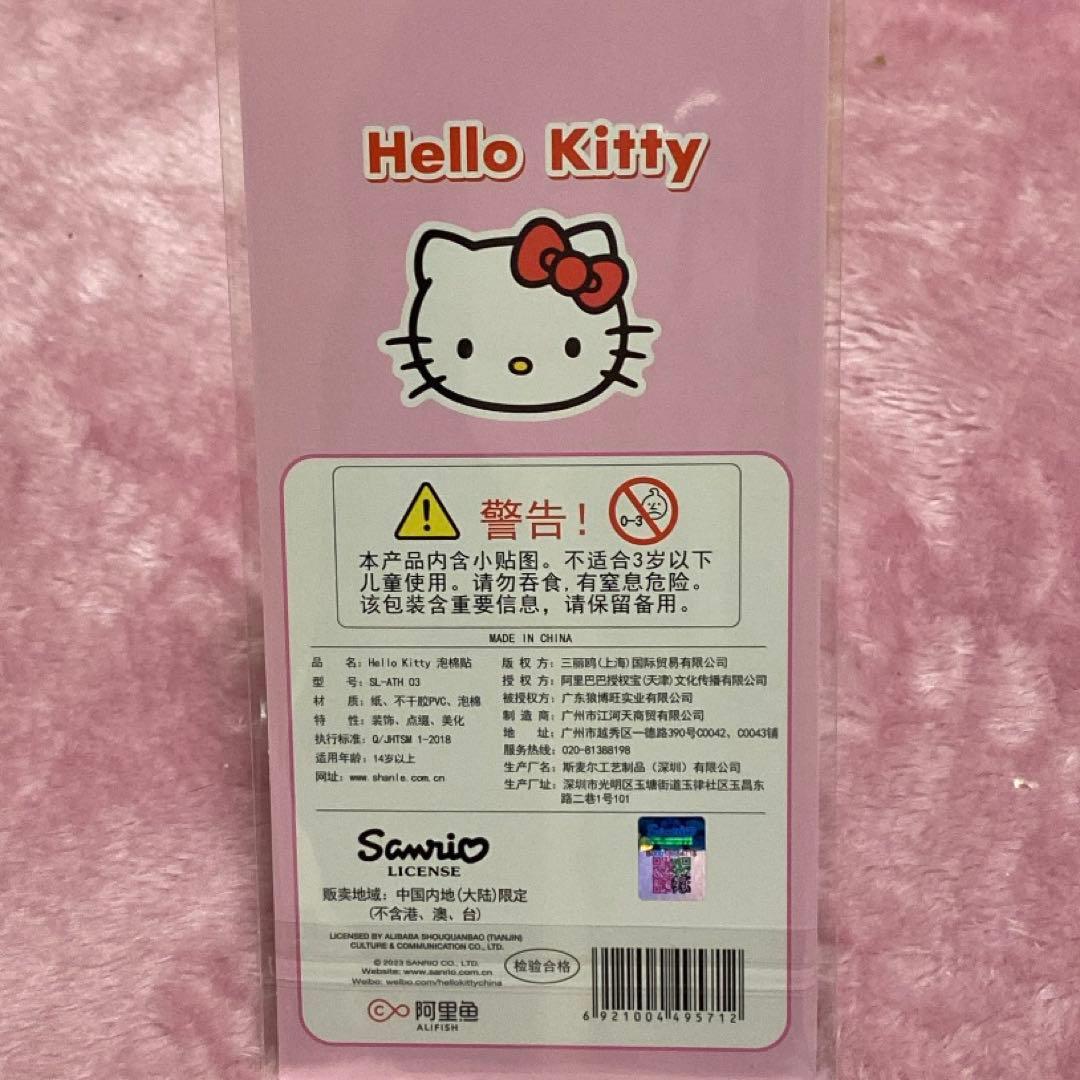 Hello Kitty
警告!
0-3
本产品内含小贴图。不适合3岁以下
儿童使用。请勿吞食,有窒息危险。
该包装含重要信息，请保留备用。
MADE IN CHINA
品 名：Hello Kitty 泡棉贴
型 号：SL-ATH 03
材 质：纸、不干胶PVC、泡棉
特 性：装饰、点缀、美化
执行标准：Q/JHTSM 1-2018
适用年龄：14岁以上
网址：www.shanle.com.cn
版 权 方：三丽鸥(上海)国际贸易有限公司
授 权 方：阿里巴巴授权宝(天津)文化传播有限公司
被授权方：广东狼博旺实业有限公司
制 造 商：广州市江河天商贸有限公司
地 址：广州市越秀区一德路390号C0042、C0043铺
服务热线：020-81388198
生产厂名：斯麦尔工艺制品（深圳）有限公司
生产厂址：深圳市光明区玉塘街道玉律社区玉昌东
路二巷1号101
Sanrio
LICENSE
Sanrio
贩卖地域：中国内地(大陆)限定
(不含港、澳、台)
LICENSED BY ALIBABA SHOUQUANBAO (TIANJIN)
CULTURE & COMMUNICATION CO., LTD.
© 2023 SANRIO CO., LTD.
Website: www.sanrio.com.cn
Weibo: weibo.com/hellokittychina
检验合格
阿里鱼
ALIFISH
6 921004 495712